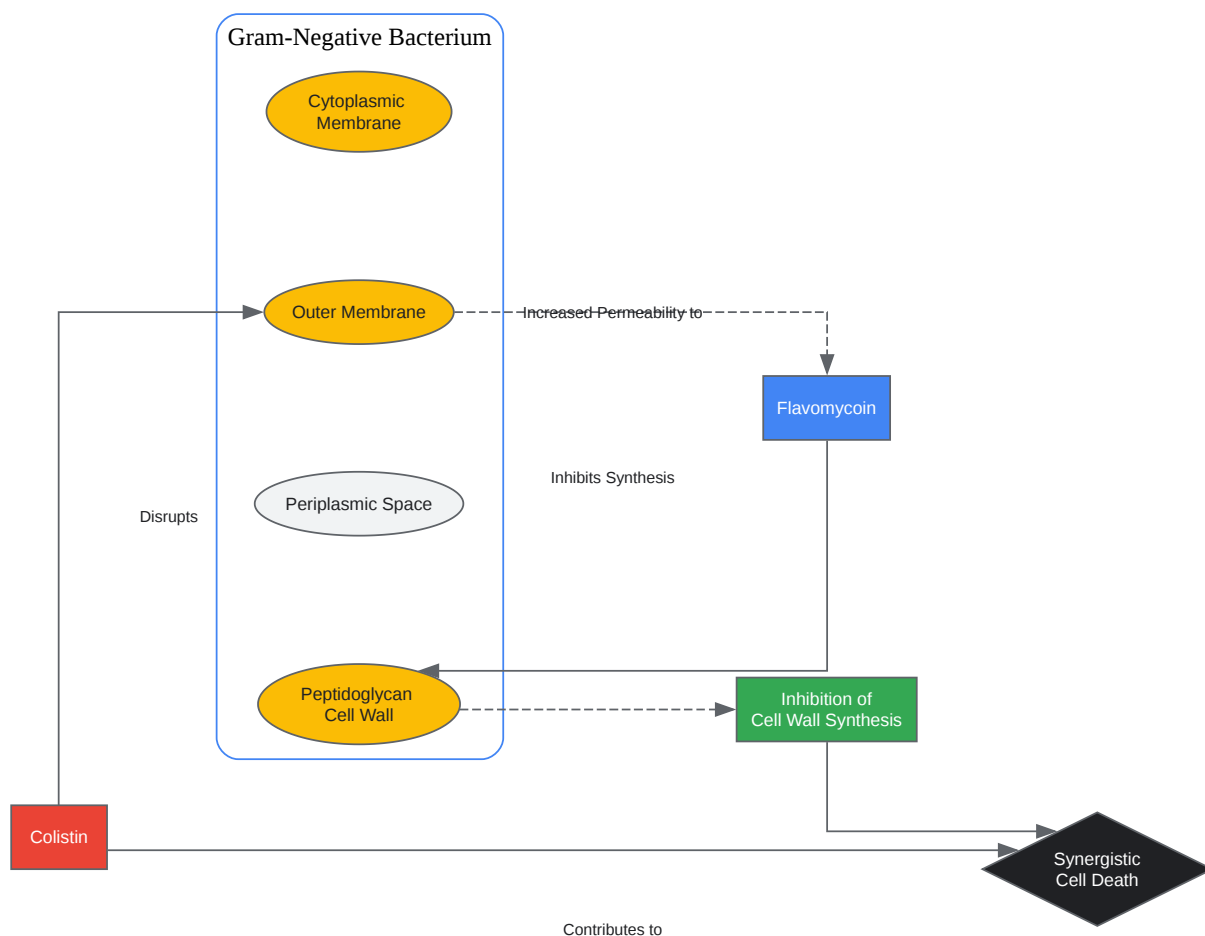 Gram-Negative Bacterium
Cytoplasmic
Membrane
Outer Membrane
Increased Permeability to
Flavomycoin
Inhibits Synthesis
Periplasmic Space
Disrupts
Peptidoglycan
Cell Wall
Inhibition of
Cell Wall Synthesis
Colistin
Synergistic
Cell Death
Contributes to